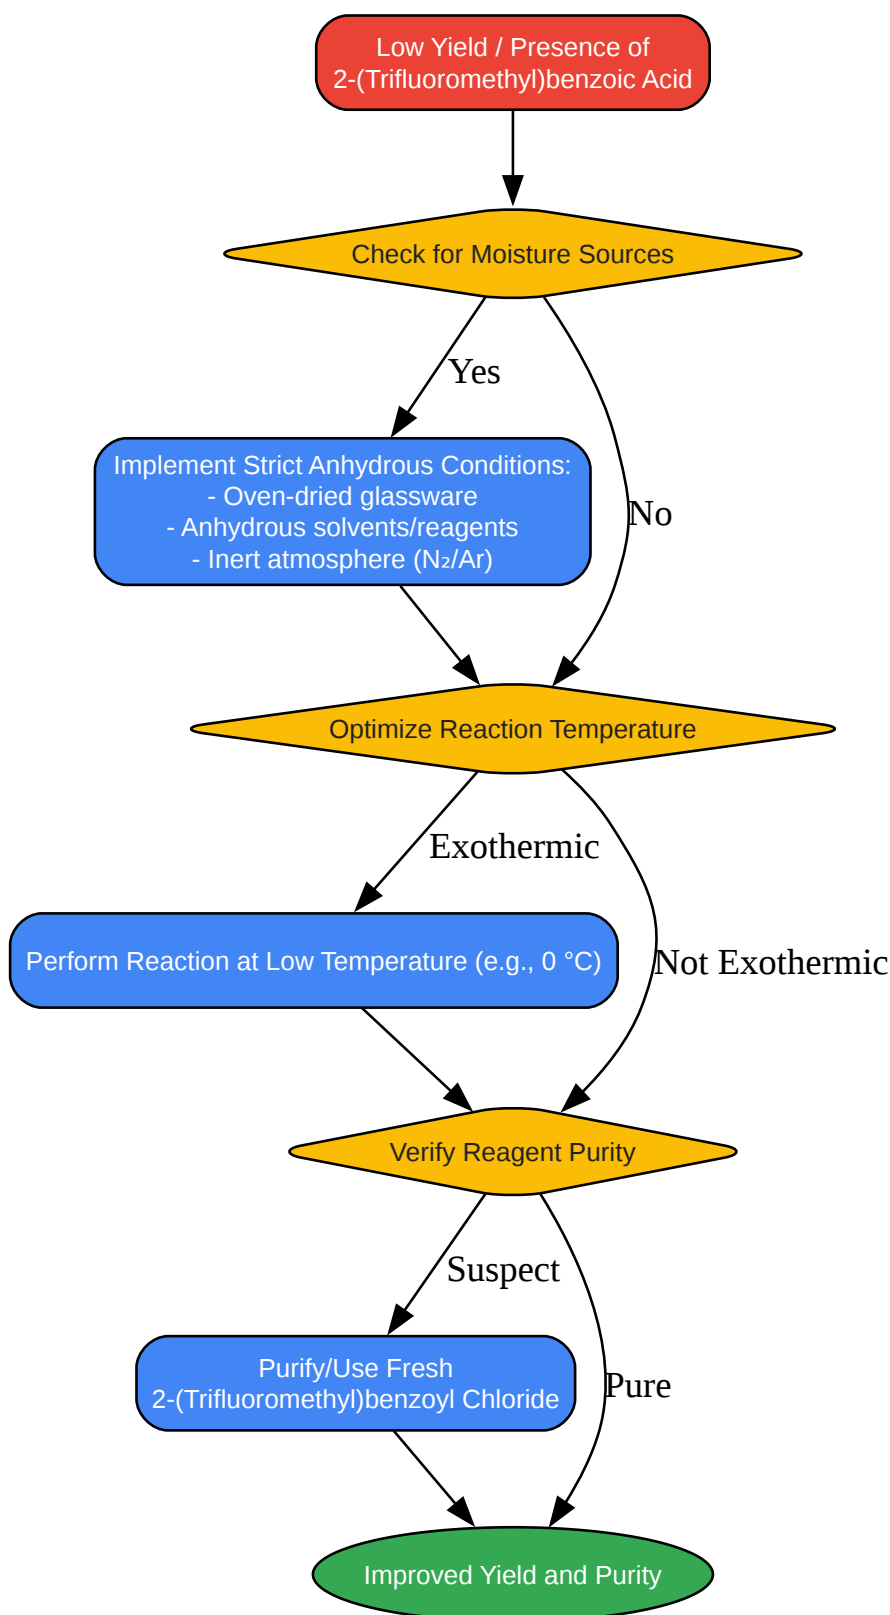 Low Yield / Presence of
2-(Trifluoromethyl)benzoic Acid
Check for Moisture Sources
Yes
Implement Strict Anhydrous Conditions:
- Oven-dried glassware
- Anhydrous solvents/reagents
- Inert atmosphere (N₂/Ar)
No
Optimize Reaction Temperature
Exothermic
Perform Reaction at Low Temperature (e.g., 0 °C)
Not Exothermic
Verify Reagent Purity
Suspect
Purify/Use Fresh
2-(Trifluoromethyl)benzoyl Chloride
Pure
Improved Yield and Purity